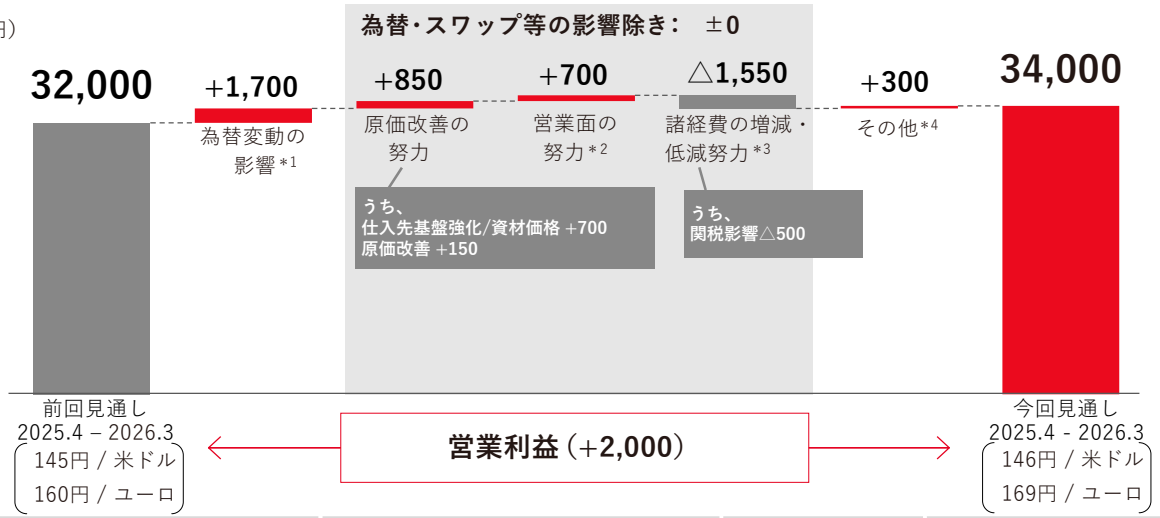 円）
為替・スワップ等の影響除き： ±0
32,000
+1,700
+850
+700
△1,550
+300
34,000
為替変動の
影響*1
原価改善の
努力
営業面の
努力*2
諸経費の増減・
低減努力*3
その他*4
うち、
仕入先基盤強化/資材価格 +700
原価改善 +150
うち、
関税影響△500
前回見通し
2025.4 – 2026.3
145円 / 米ドル
160円 / ユーロ
営業利益（+2,000）
今回見通し
2025.4 - 2026.3
146円 / 米ドル
169円 / ユーロ